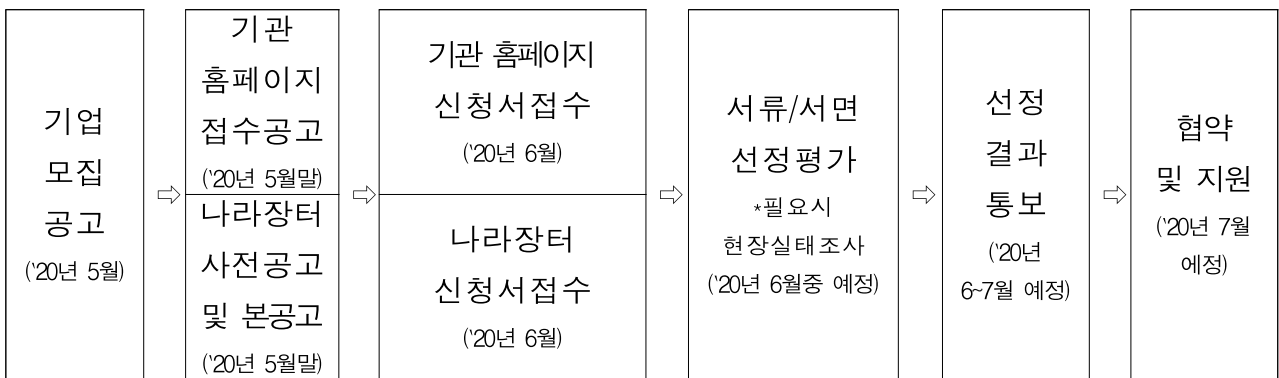 기업
모집
공고
(‵20년 5월)
기관
홈페이지
접수공고
(‵20년 5월말)
나라장터
사전공고
및 본공고
(‵20년 5월말)
기관 홈페이지
신청서접수
(‵20년 6월)
나라장터
신청서접수
(‵20년 6월)
서류/서면
선정평가
*필요시
현장실태조사
(‵20년 6월중 예정)
선정
결과
통보
(‵20년
6~7월 예정)
협약
및 지원
(‵20년 7월
에정)